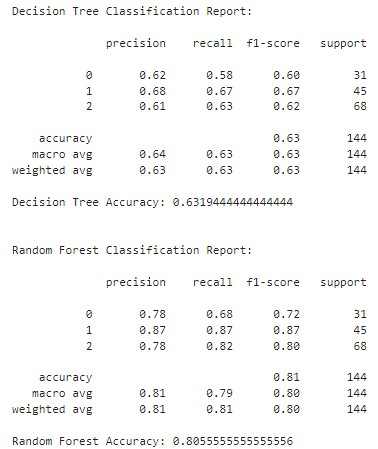 Decision Tree Classification Report:
precision recall f1-score support
0 0.62 0.58 0.60 31
1 0.68 0.67 0.67 45
2 0.61 0.63 0.62 68
accuracy 0.63 144
macro avg 0.64 0.63 0.63 144
weighted avg 0.63 0.63 0.63 144
Decision Tree Accuracy: 0.6319444444444444
Random Forest Classification Report:
precision recall f1-score support
0 0.78 0.68 0.72 31
1 0.87 0.87 0.87 45
2 0.78 0.82 0.80 68
accuracy 0.81 144
macro avg 0.81 0.79 0.80 144
weighted avg 0.81 0.81 0.80 144
Random Forest Accuracy: 0.8055555555555556